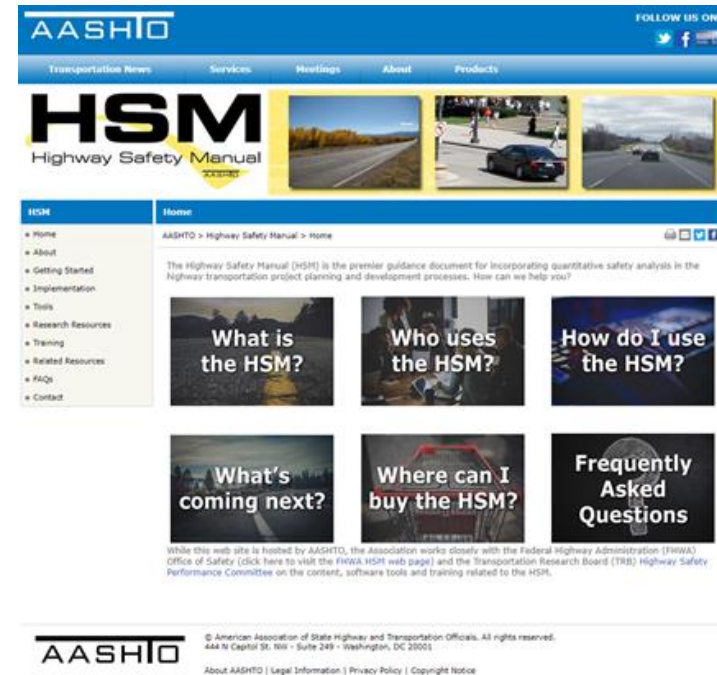 AASHTO
FOLLOW US ON
Transportation News Services Meetings About Products
HSM
Highway Safety Manual
AASHTO
HSM
Home
Home
About
Getting Started
Implementation
Tools
Research Resources
Training
Related Resources
FAQs
Contact
AASHTO > Highway Safety Manual > Home
The Highway Safety Manual (HSM) is the premier guidance document for incorporating quantitative safety analysis in the
highway transportation project planning and development processes. How can we help you?
What is
the HSM?
Who uses
the HSM?
How do I use
the HSM?
What's
coming next?
Where can I
buy the HSM?
Frequently
Asked
Questions
While this web site is hosted by AASHTO, the Association works closely with the Federal Highway Administration (FHWA)
Office of Safety (click here to visit the FHWA HSM web page) and the Transportation Research Board (TRB) Highway Safety
Performance Committee on the content, software tools and training related to the HSM.
AASHTO
© American Association of State Highway and Transportation Officials. All rights reserved.
444 N Capitol St. NW - Suite 249 - Washington, DC 20001
About AASHTO | Legal Information | Privacy Policy | Copyright Notice